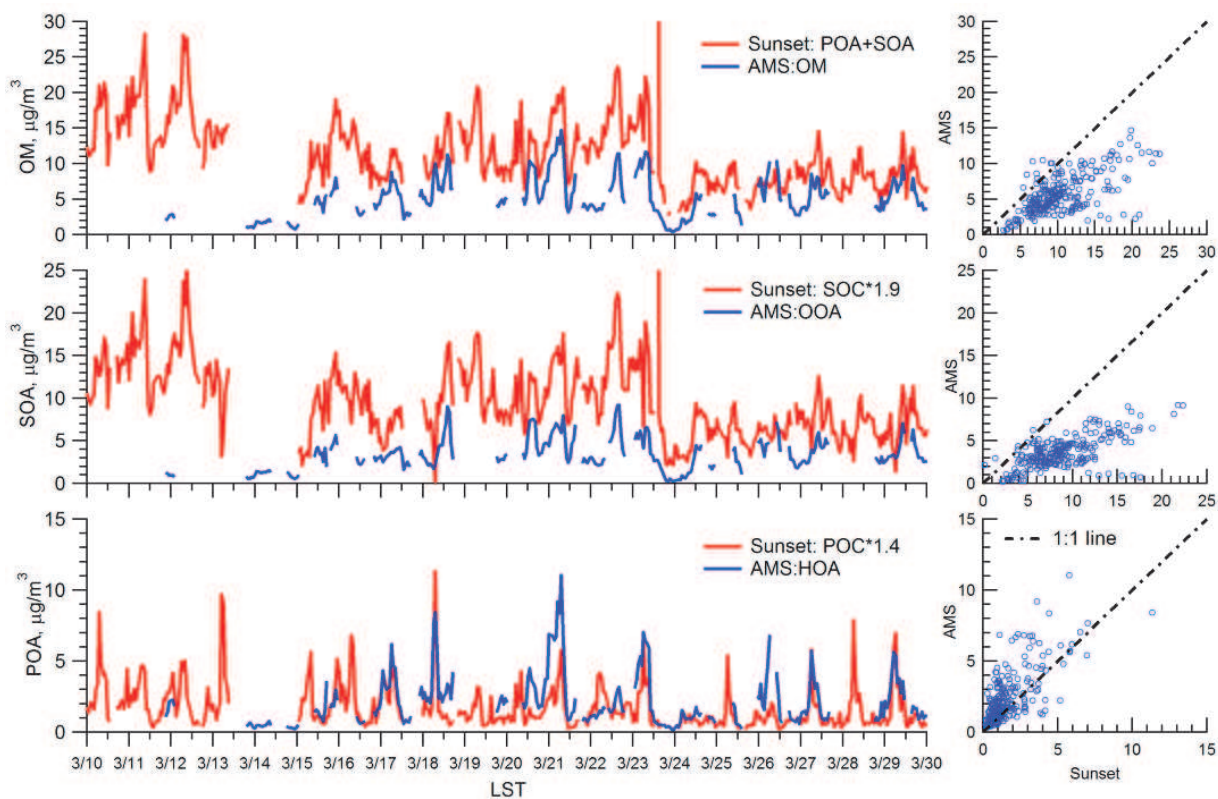 30
25
20
15
10
5
0
OM, µg/m³
Sunset: POA+SOA
AMS:OM
30
25
20
15
10
5
0
AMS
0 5 10 15 20 25 30
25
20
15
10
5
0
SOA, µg/m³
Sunset: SOC*1.9
AMS:OOA
25
20
15
10
5
0
AMS
0 5 10 15 20 25
15
10
5
0
POA, µg/m³
Sunset: POC*1.4
AMS:HOA
3/10 3/11 3/12 3/13 3/14 3/15 3/16 3/17 3/18 3/19 3/20 3/21 3/22 3/23 3/24 3/25 3/26 3/27 3/28 3/29 3/30
LST
15
10
5
0
AMS
1:1 line
0 5 10 15
Sunset